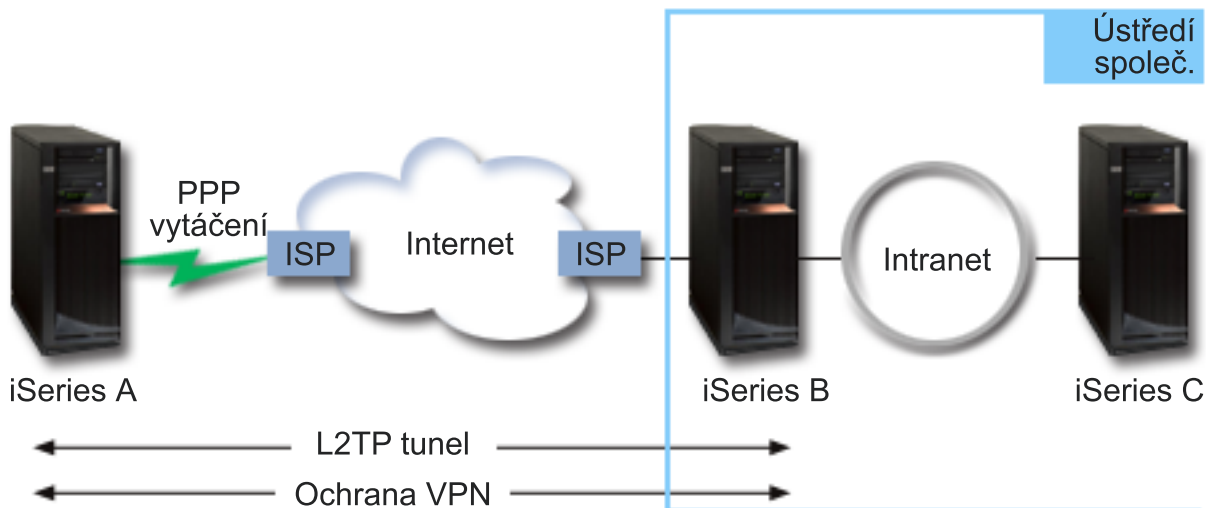 Ústředí
společ.
PPP
vytáčení
ISP
Internet
ISP
Intranet
iSeries A
iSeries B
iSeries C
L2TP tunel
Ochrana VPN